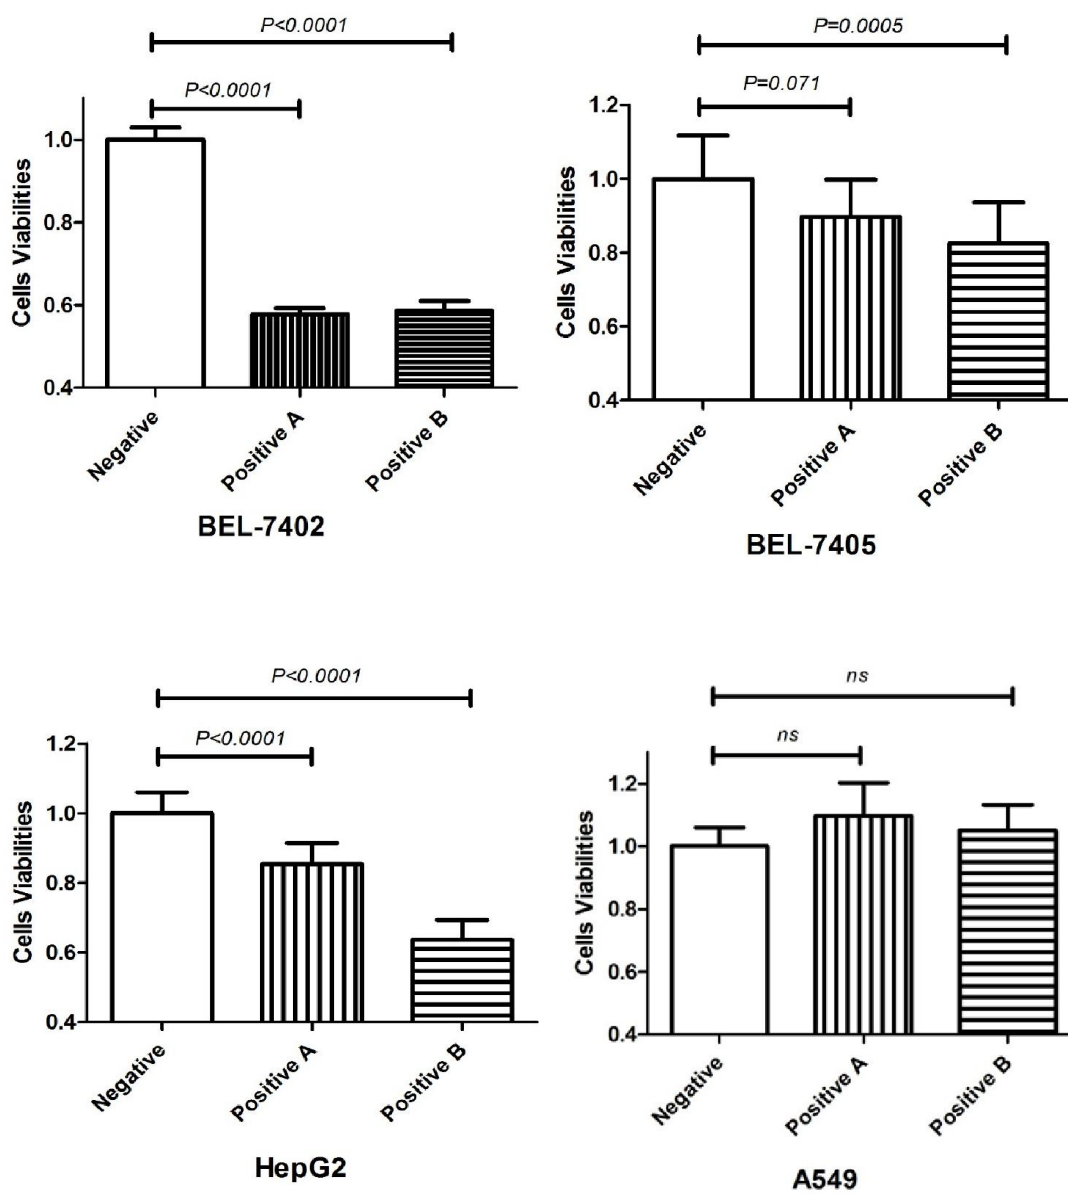 P<0.0001
P<0.0001
Cells Viabilities
1.0
0.8
0.6
0.4
Negative
Positive A
Positive B
BEL-7402
P=0.0005
P=0.071
Cells Viabilities
1.2
1.0
0.8
0.6
0.4
Negative
Positive A
Positive B
BEL-7405
P<0.0001
P<0.0001
Cells Viabilities
1.2
1.0
0.8
0.6
0.4
Negative
Positive A
Positive B
HepG2
ns
ns
Cells Viabilities
1.2
1.0
0.8
0.6
0.4
Negative
Positive A
Positive B
A549